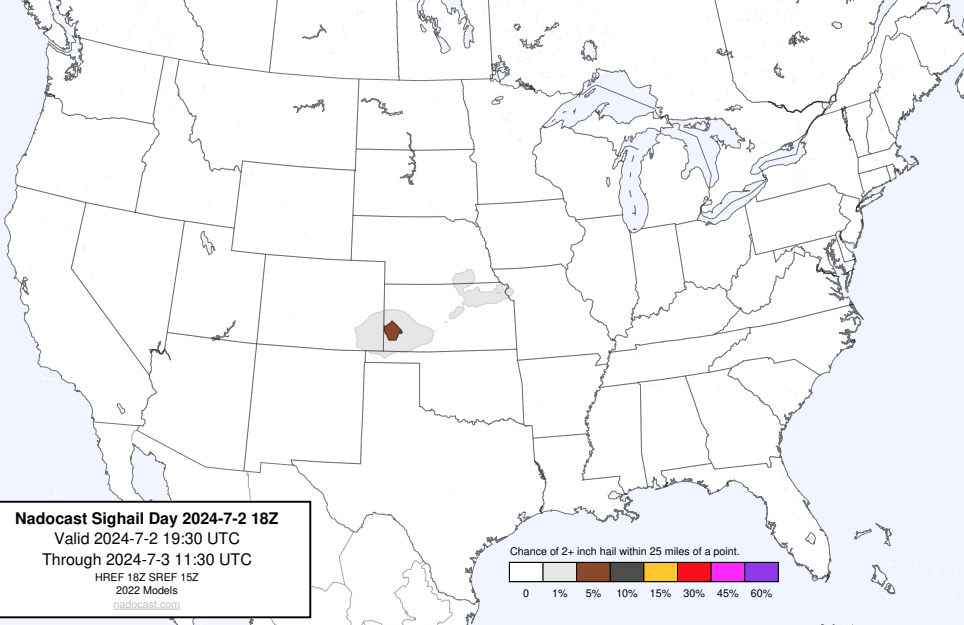 Nadocast Sighail Day 2024-7-2 18Z
Valid 2024-7-2 19:30 UTC
Through 2024-7-3 11:30 UTC
HREF 18Z SREF 15Z
2022 Models
nadocast.com
Chance of 2+ inch hail within 25 miles of a point.
0 1% 5% 10% 15% 30% 45% 60%